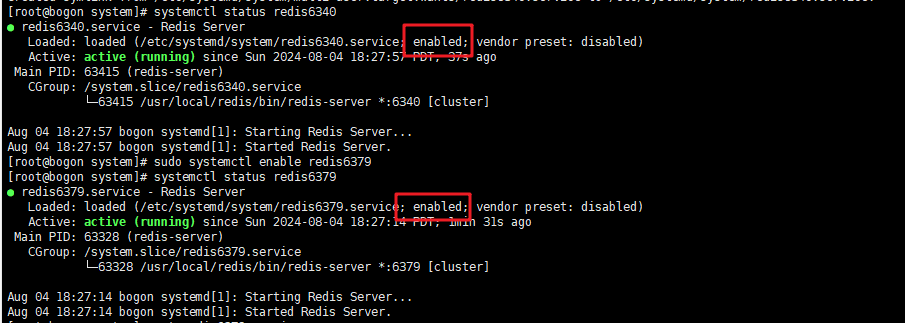 [root@bogon system]# systemctl status redis6340
● redis6340.service - Redis Server
Loaded: loaded (/etc/systemd/system/redis6340.service; enabled; vendor preset: disabled)
Active: active (running) since Sun 2024-08-04 18:27:57 PDT; 37s ago
Main PID: 63415 (redis-server)
CGroup: /system.slice/redis6340.service
└─63415 /usr/local/redis/bin/redis-server *:6340 [cluster]
Aug 04 18:27:57 bogon systemd[1]: Starting Redis Server...
Aug 04 18:27:57 bogon systemd[1]: Started Redis Server.
[root@bogon system]# sudo systemctl enable redis6379
[root@bogon system]# systemctl status redis6379
● redis6379.service - Redis Server
Loaded: loaded (/etc/systemd/system/redis6379.service; enabled; vendor preset: disabled)
Active: active (running) since Sun 2024-08-04 18:27:14 PDT; 1min 31s ago
Main PID: 63328 (redis-server)
CGroup: /system.slice/redis6379.service
└─63328 /usr/local/redis/bin/redis-server *:6379 [cluster]
Aug 04 18:27:14 bogon systemd[1]: Starting Redis Server...
Aug 04 18:27:14 bogon systemd[1]: Started Redis Server.